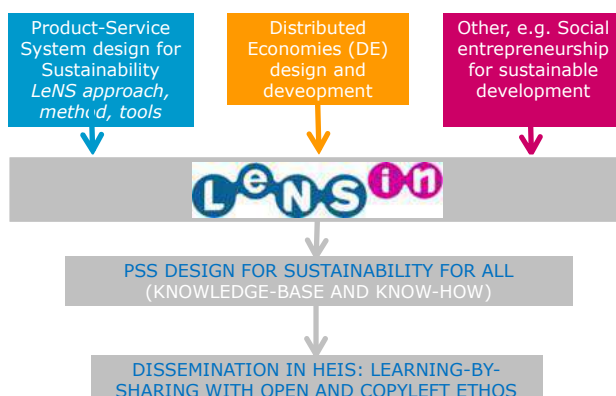 Product-Service
System design for
Sustainability
LeNS approach,
method, tools
Distributed
Economies (DE)
design and
deveopment
Other, e.g. Social
entrepreneurship
for sustainable
development
LeNSin
PSS DESIGN FOR SUSTAINABILITY FOR ALL
(KNOWLEDGE-BASE AND KNOW-HOW)
DISSEMINATION IN HEIS: LEARNING-BY-
SHARING WITH OPEN AND COPYLEFT ETHOS